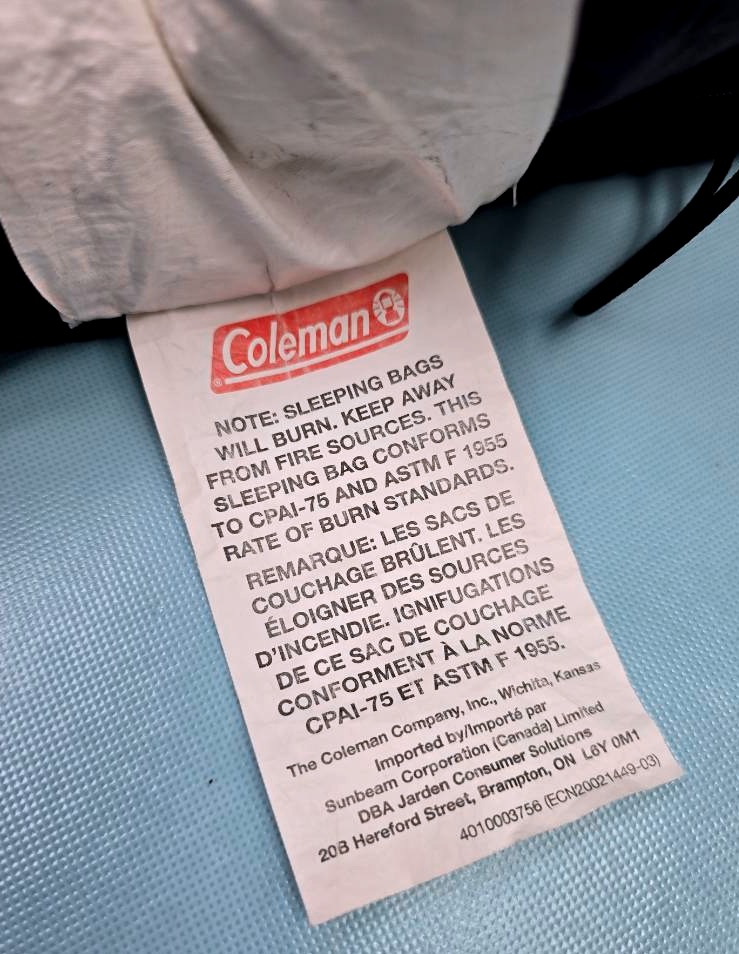 Coleman
®
NOTE: SLEEPING BAGS
WILL BURN. KEEP AWAY
FROM FIRE SOURCES. THIS
SLEEPING BAG CONFORMS
TO CPAI-75 AND ASTM F 1955
RATE OF BURN STANDARDS.
REMARQUE: LES SACS DE
COUCHAGE BRÛLENT. LES
ÉLOIGNER DES SOURCES
D'INCENDIE. IGNIFUGATIONS
DE CE SAC DE COUCHAGE
CONFORMENT À LA NORME
CPAI-75 ET ASTM F 1955.
The Coleman Company, Inc., Wichita, Kansas
Imported by/Importé par
Sunbeam Corporation (Canada) Limited
DBA Jarden Consumer Solutions
20B Hereford Street, Brampton, ON L6Y 0M1
4010003756 (ECN20021449-03)